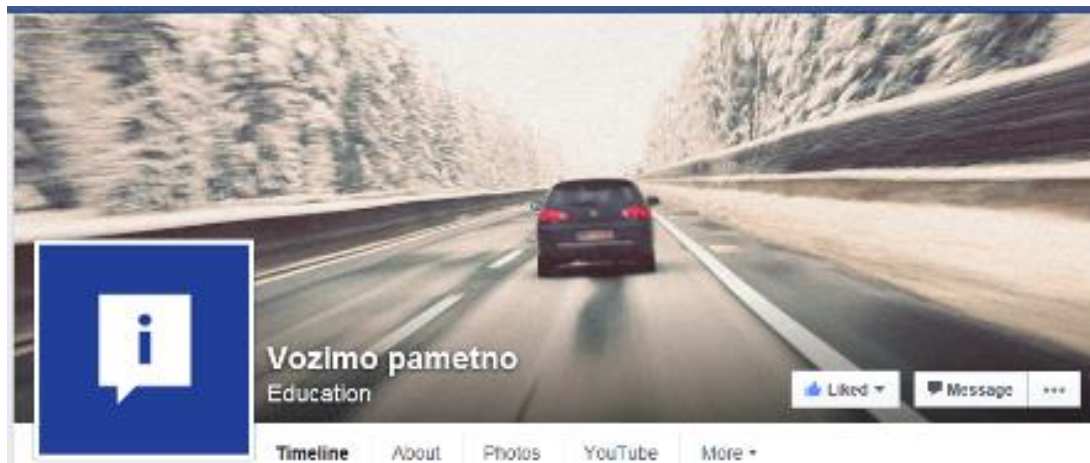 i
Vozimo pametno
Education
Liked
Message
Timeline About Photos YouTube More